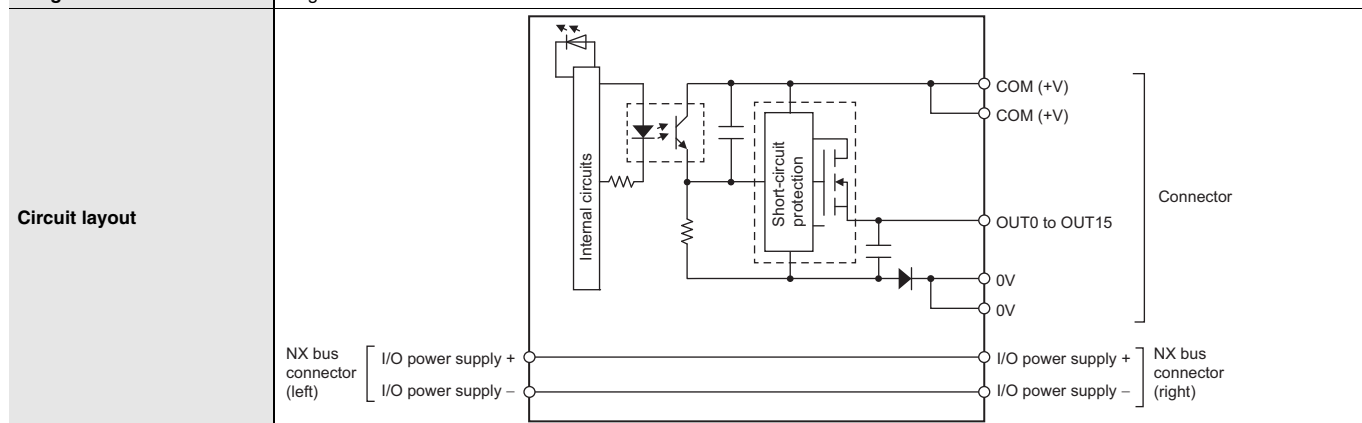 COM (+V)
COM (+V)
Internal circuits
Short-circuit
protection
Connector
Circuit layout
OUT0 to OUT15
0V
0V
NX bus
connector
(left)
I/O power supply +
I/O power supply −
I/O power supply +
I/O power supply −
NX bus
connector
(right)